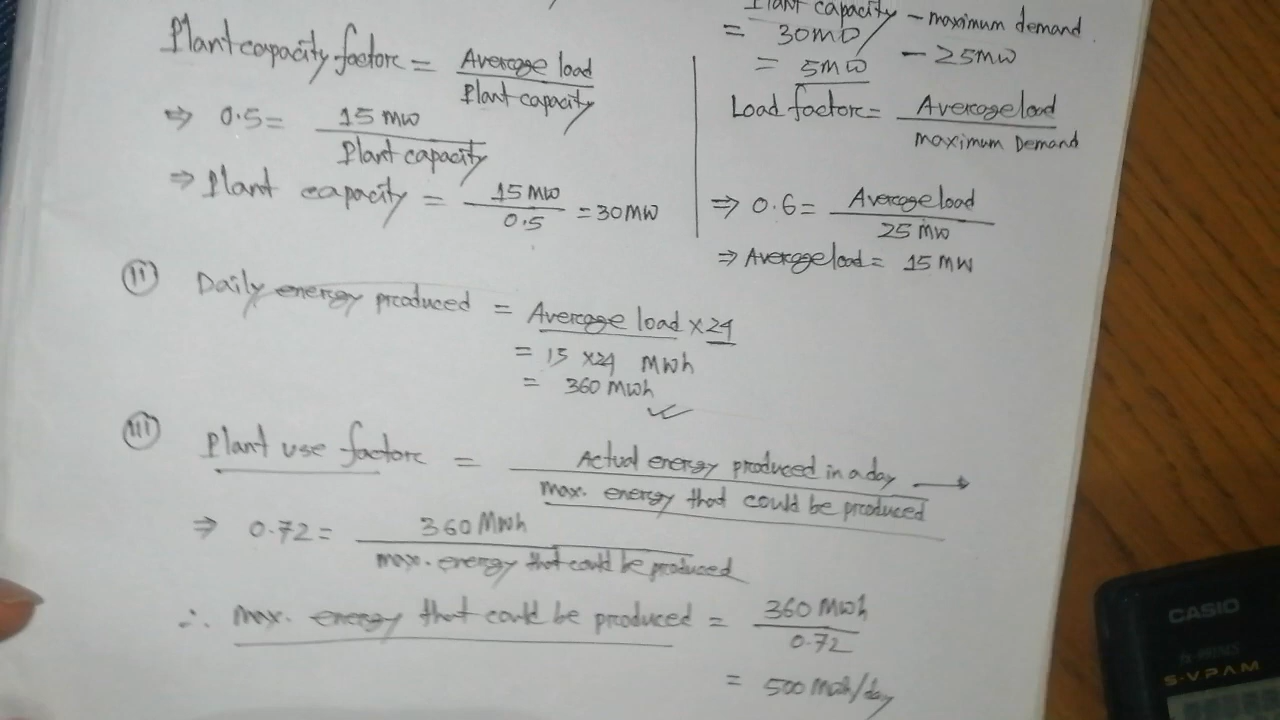 Plant capacity - maximum demand.
= 30MW - 25MW
= 5MW
Plant capacity factor = Average load / Plant capacity
⇒ 0.5 = 15 MW / Plant capacity
⇒ Plant capacity = 15 MW / 0.5 = 30MW
Load factor = Average load / maximum Demand
⇒ 0.6 = Average load / 25 MW
⇒ Average load = 15 MW
(ii) Daily energy produced = Average load × 24
= 15 × 24 MWh
= 360 MWh
(iii) Plant use factor = Actual energy produced in a day / max. energy that could be produced
⇒ 0.72 = 360 MWh / max. energy that could be produced
∴ max. energy that could be produced = 360 MWh / 0.72
= 500 MWh/day
CASIO
S-V.P.A.M.